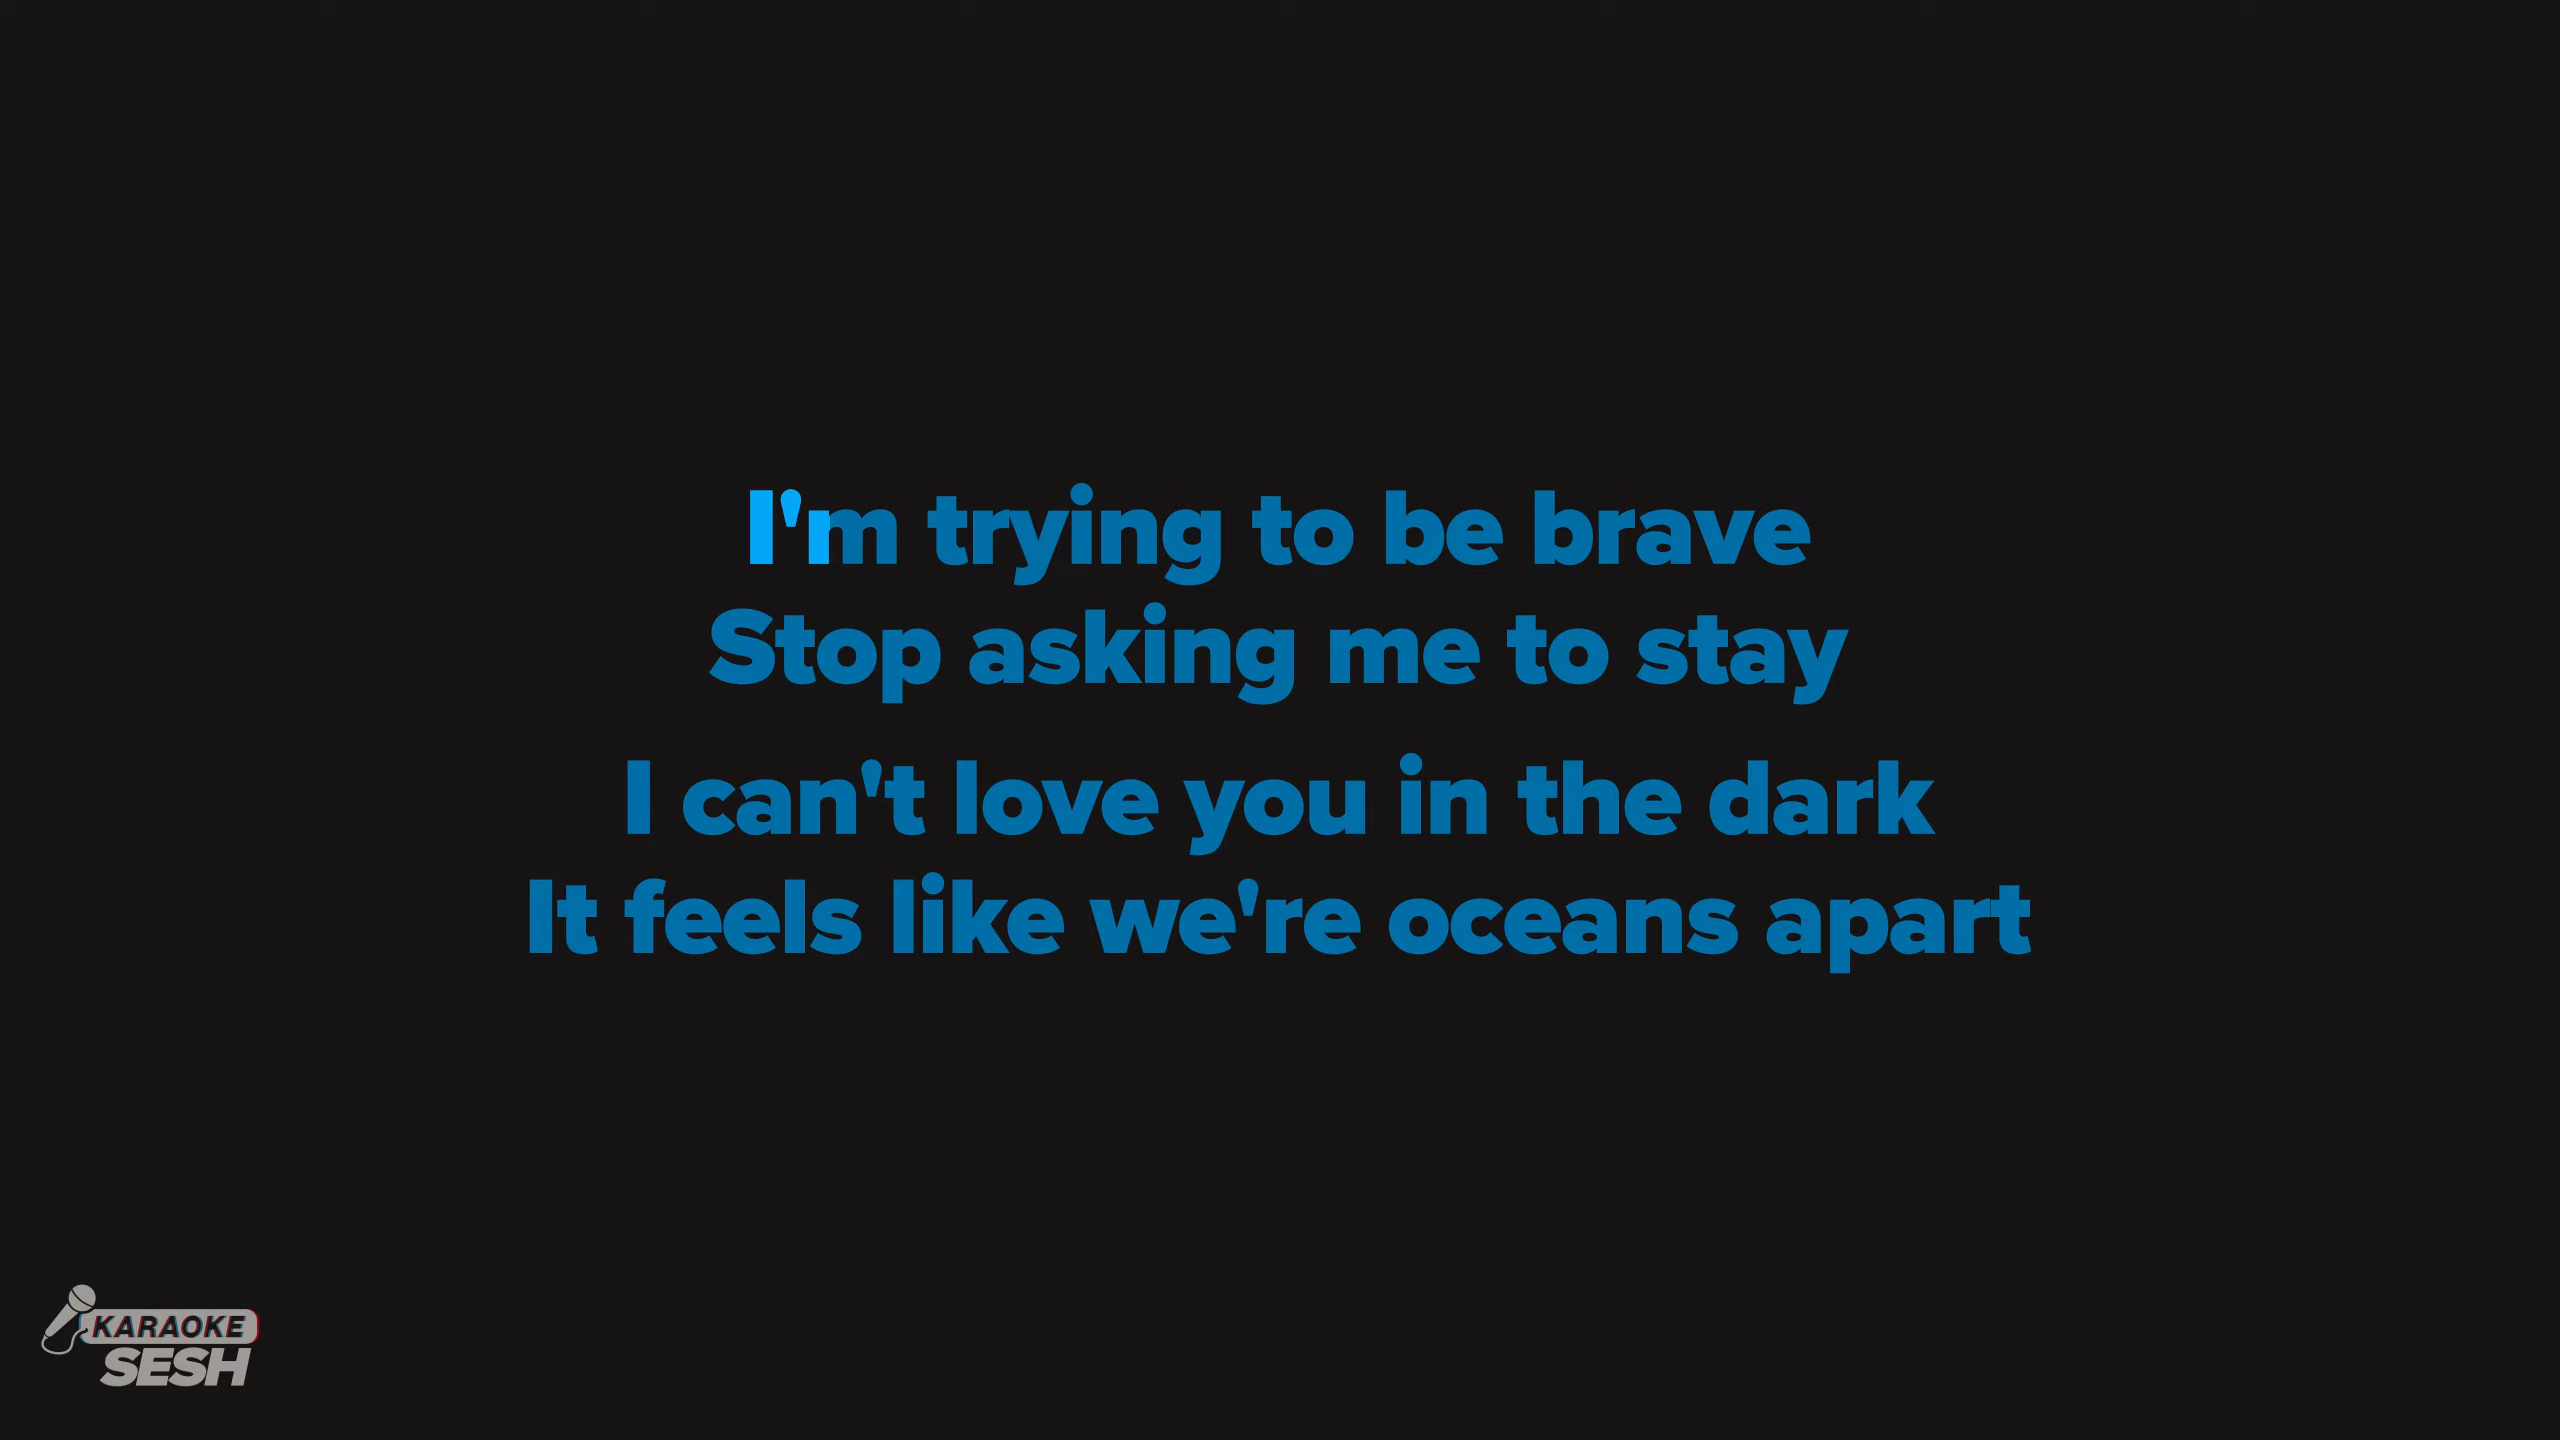 I'm trying to be brave
Stop asking me to stay
I can't love you in the dark
It feels like we're oceans apart
KARAOKE
SESH